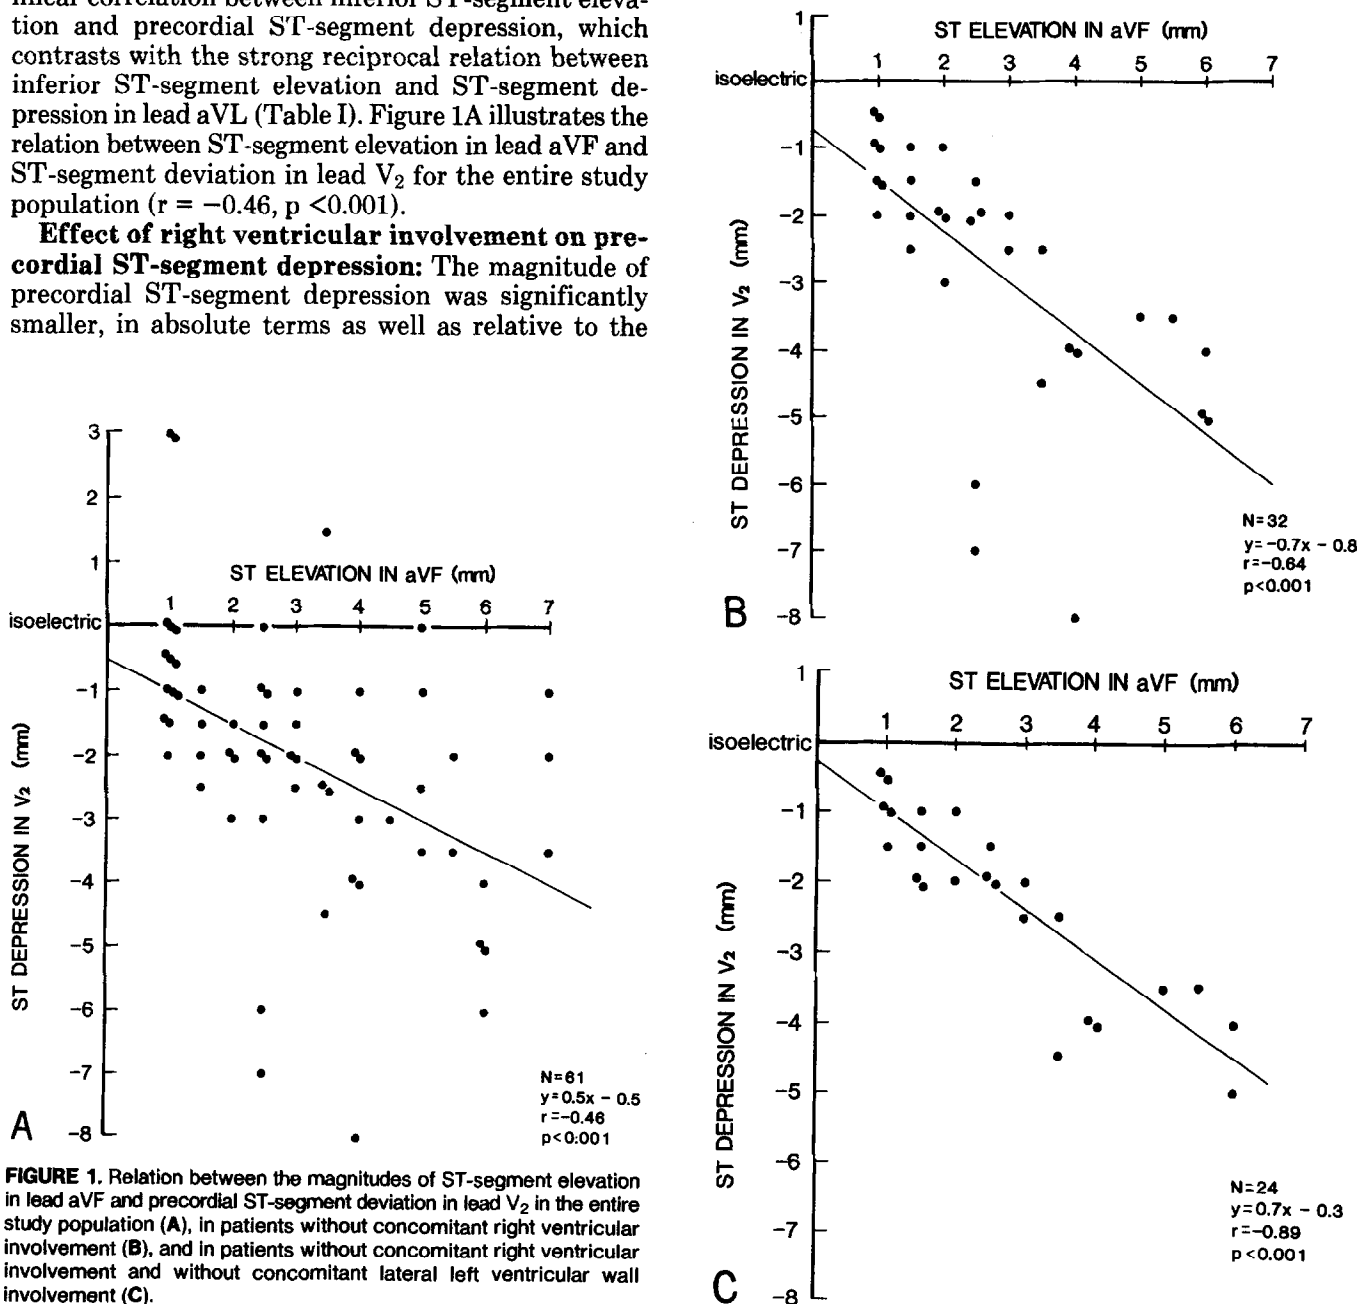 tion and precordial ST-segment depression, which
contrasts with the strong reciprocal relation between
inferior ST-segment elevation and ST-segment de-
pression in lead aVL (Table I). Figure 1A illustrates the
relation between ST-segment elevation in lead aVF and
ST-segment deviation in lead V₂ for the entire study
population (r = −0.46, p <0.001).
Effect of right ventricular involvement on pre-
cordial ST-segment depression: The magnitude of
precordial ST-segment depression was significantly
smaller, in absolute terms as well as relative to the
3
2
1
ST ELEVATION IN aVF (mm)
1 2 3 4 5 6 7
isoelectric
−1
−2
−3
−4
−5
−6
−7
−8
ST DEPRESSION IN V₂ (mm)
N=61
y=0.5x − 0.5
r=−0.46
p<0.001
A
FIGURE 1. Relation between the magnitudes of ST-segment elevation
in lead aVF and precordial ST-segment deviation in lead V₂ in the entire
study population (A), in patients without concomitant right ventricular
involvement (B), and in patients without concomitant right ventricular
involvement and without concomitant lateral left ventricular wall
involvement (C).
1
ST ELEVATION IN aVF (mm)
1 2 3 4 5 6 7
isoelectric
−1
−2
−3
−4
−5
−6
−7
−8
ST DEPRESSION IN V₂ (mm)
N=32
y=−0.7x − 0.8
r=−0.64
p<0.001
B
1
ST ELEVATION IN aVF (mm)
1 2 3 4 5 6 7
isoelectric
−1
−2
−3
−4
−5
−6
−7
−8
ST DEPRESSION IN V₂ (mm)
N=24
y=0.7x − 0.3
r=−0.89
p<0.001
C